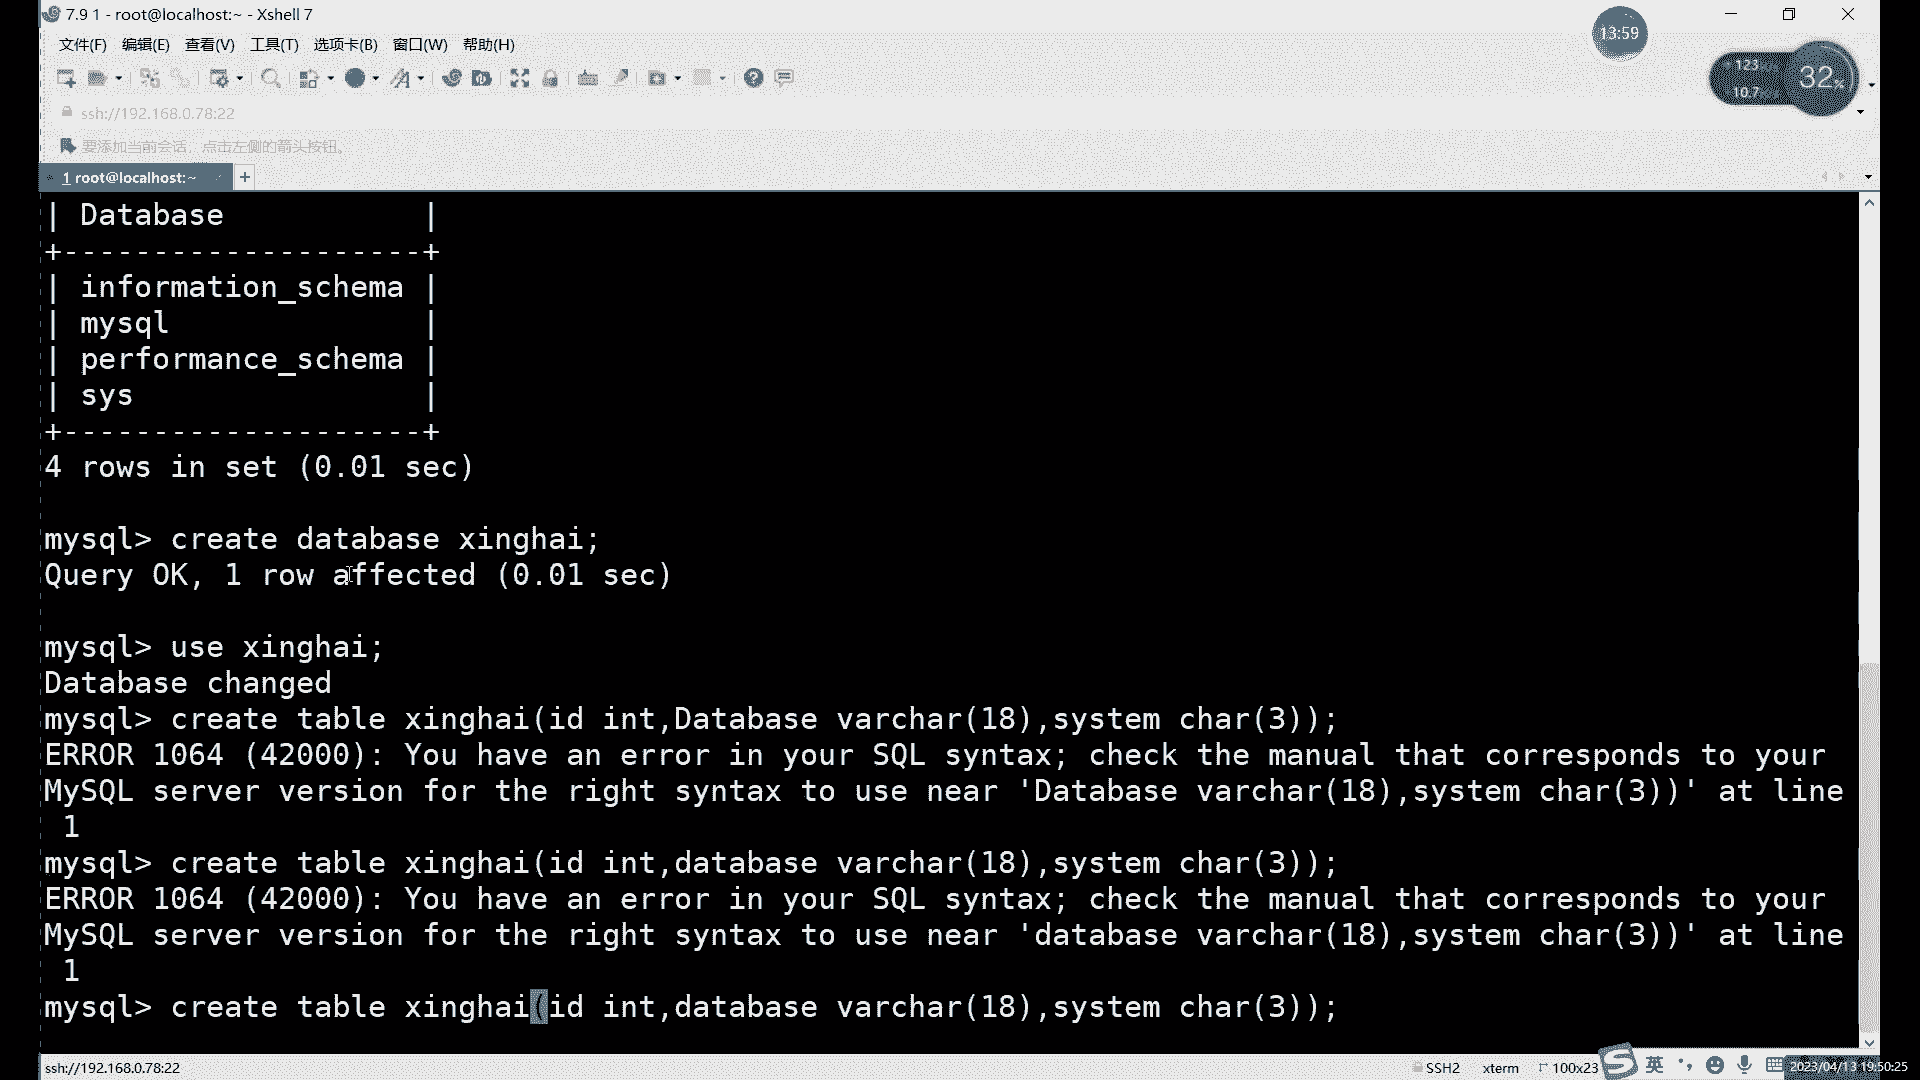 7.9 1 - root@localhost:~ - Xshell 7
13:59
文件(F) 编辑(E) 查看(V) 工具(T) 选项卡(B) 窗口(W) 帮助(H)
123
10.7
32%
ssh://192.168.0.78:22
要添加当前会话，点击左侧的箭头按钮。
1 root@localhost:~ +
| Database |
+--------------------+
| information_schema |
| mysql |
| performance_schema |
| sys |
+--------------------+
4 rows in set (0.01 sec)
mysql> create database xinghai;
Query OK, 1 row affected (0.01 sec)
mysql> use xinghai;
Database changed
mysql> create table xinghai(id int,Database varchar(18),system char(3));
ERROR 1064 (42000): You have an error in your SQL syntax; check the manual that corresponds to your
MySQL server version for the right syntax to use near 'Database varchar(18),system char(3))' at line
1
mysql> create table xinghai(id int,database varchar(18),system char(3));
ERROR 1064 (42000): You have an error in your SQL syntax; check the manual that corresponds to your
MySQL server version for the right syntax to use near 'database varchar(18),system char(3))' at line
1
mysql> create table xinghai(id int,database varchar(18),system char(3));
ssh://192.168.0.78:22 SSH2 xterm 100x23 英 2023/04/13 19:50:25